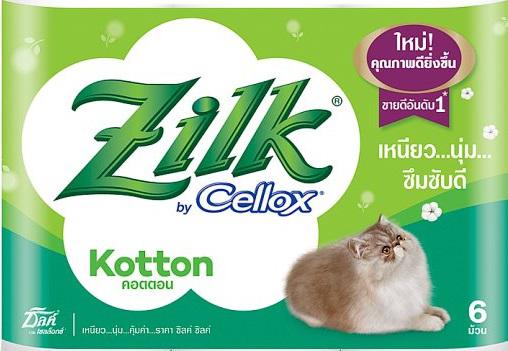 ใหม่!
คุณภาพดียิ่งขึ้น
ขายดีอันดับ1*
Zilk®
by Cellox®
เหนียว...นุ่ม...
ซึมซับดี
Kotton
คอตตอน
ซิลค์
เหนียว...นุ่ม...คุ้มค่า...ราคา ซิลค์ ซิลค์
6
ม้วน